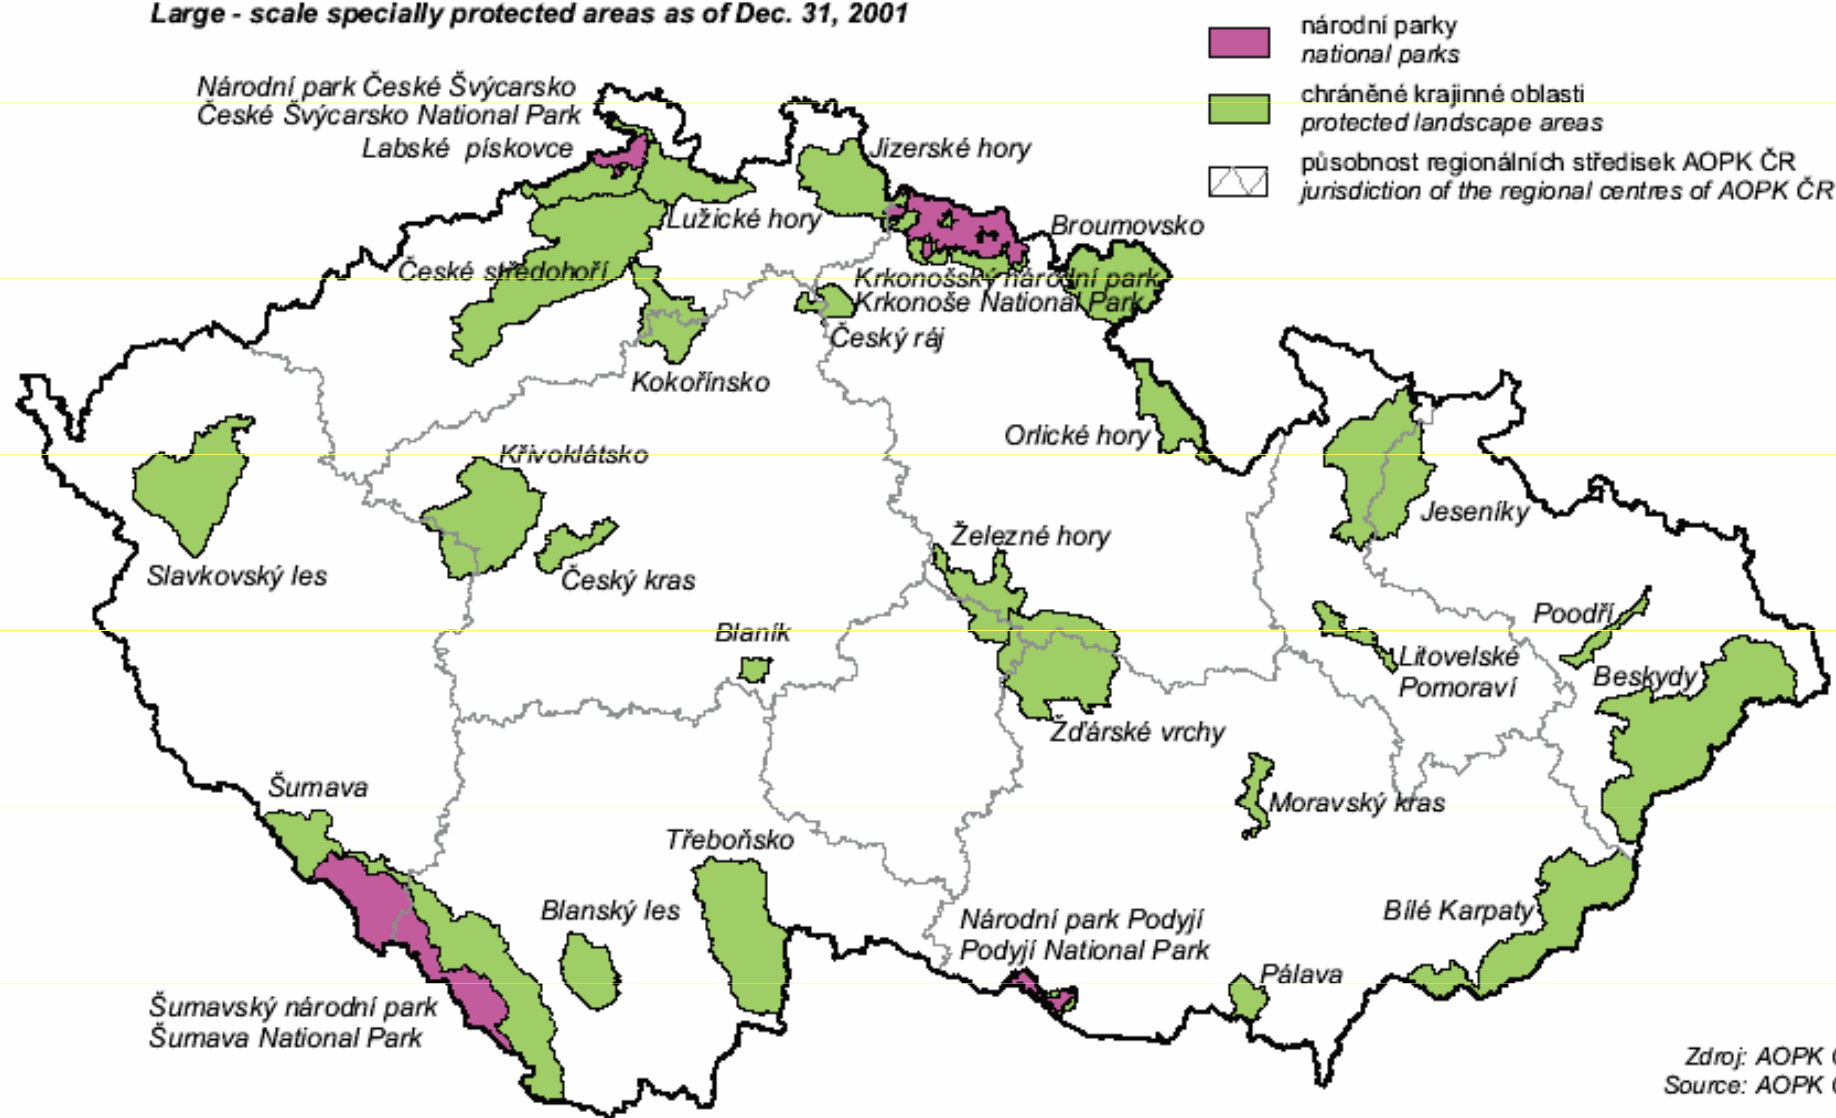 Large - scale specially protected areas as of Dec. 31, 2001
národní parky
national parks
chráněné krajinné oblasti
protected landscape areas
působnost regionálních středisek AOPK ČR
jurisdiction of the regional centres of AOPK ČR
Národní park České Švýcarsko
České Švýcarsko National Park
Labské pískovce
Jizerské hory
Lužické hory
Broumovsko
České středohoří
Krkonošský národní park
Krkonoše National Park
Český ráj
Kokořínsko
Orlické hory
Křivoklátsko
Jeseníky
Železné hory
Slavkovský les
Český kras
Poodří
Blaník
Litovelské
Pomoraví
Beskydy
Žďárské vrchy
Šumava
Moravský kras
Třeboňsko
Blanský les
Národní park Podyjí
Podyjí National Park
Bílé Karpaty
Pálava
Šumavský národní park
Šumava National Park
Zdroj: AOPK
Source: AOPK